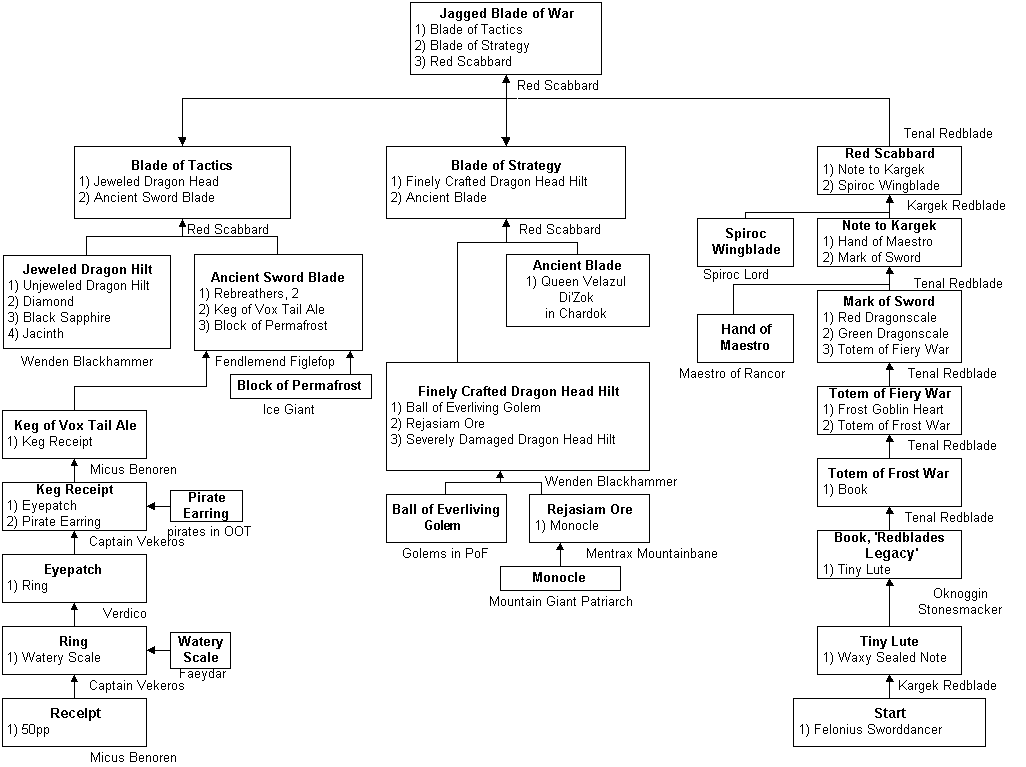 Jagged Blade of War
1) Blade of Tactics
2) Blade of Strategy
3) Red Scabbard
Red Scabbard
Blade of Tactics
1) Jeweled Dragon Head
2) Ancient Sword Blade
Red Scabbard
Jeweled Dragon Hilt
1) Unjeweled Dragon Hilt
2) Diamond
3) Black Sapphire
4) Jacinth
Wenden Blackhammer
Ancient Sword Blade
1) Rebreathers, 2
2) Keg of Vox Tail Ale
3) Block of Permafrost
Fendlemend Figlefop
Block of Permafrost
Ice Giant
Keg of Vox Tail Ale
1) Keg Receipt
Micus Benoren
Keg Receipt
1) Eyepatch
2) Pirate Earring
Pirate
Earring
pirates in OOT
Captain Vekeros
Eyepatch
1) Ring
Verdico
Ring
1) Watery Scale
Watery
Scale
Faeydar
Captain Vekeros
Receipt
1) 50pp
Micus Benoren
Blade of Strategy
1) Finely Crafted Dragon Head Hilt
2) Ancient Blade
Red Scabbard
Ancient Blade
1) Queen Velazul
Di'Zok
in Chardok
Finely Crafted Dragon Head Hilt
1) Ball of Everliving Golem
2) Rejasiam Ore
3) Severely Damaged Dragon Head Hilt
Wenden Blackhammer
Ball of Everliving
Golem
Golems in PoF
Rejasiam Ore
1) Monocle
Mentrax Mountainbane
Monocle
Mountain Giant Patriarch
Tenal Redblade
Red Scabbard
1) Note to Kargek
2) Spiroc Wingblade
Kargek Redblade
Spiroc
Wingblade
Spiroc Lord
Note to Kargek
1) Hand of Maestro
2) Mark of Sword
Tenal Redblade
Hand of
Maestro
Maestro of Rancor
Mark of Sword
1) Red Dragonscale
2) Green Dragonscale
3) Totem of Fiery War
Tenal Redblade
Totem of Fiery War
1) Frost Goblin Heart
2) Totem of Frost War
Tenal Redblade
Totem of Frost War
1) Book
Tenal Redblade
Book, 'Redblades
Legacy'
1) Tiny Lute
Oknoggin
Stonesmacker
Tiny Lute
1) Waxy Sealed Note
Kargek Redblade
Start
1) Felonius Sworddancer